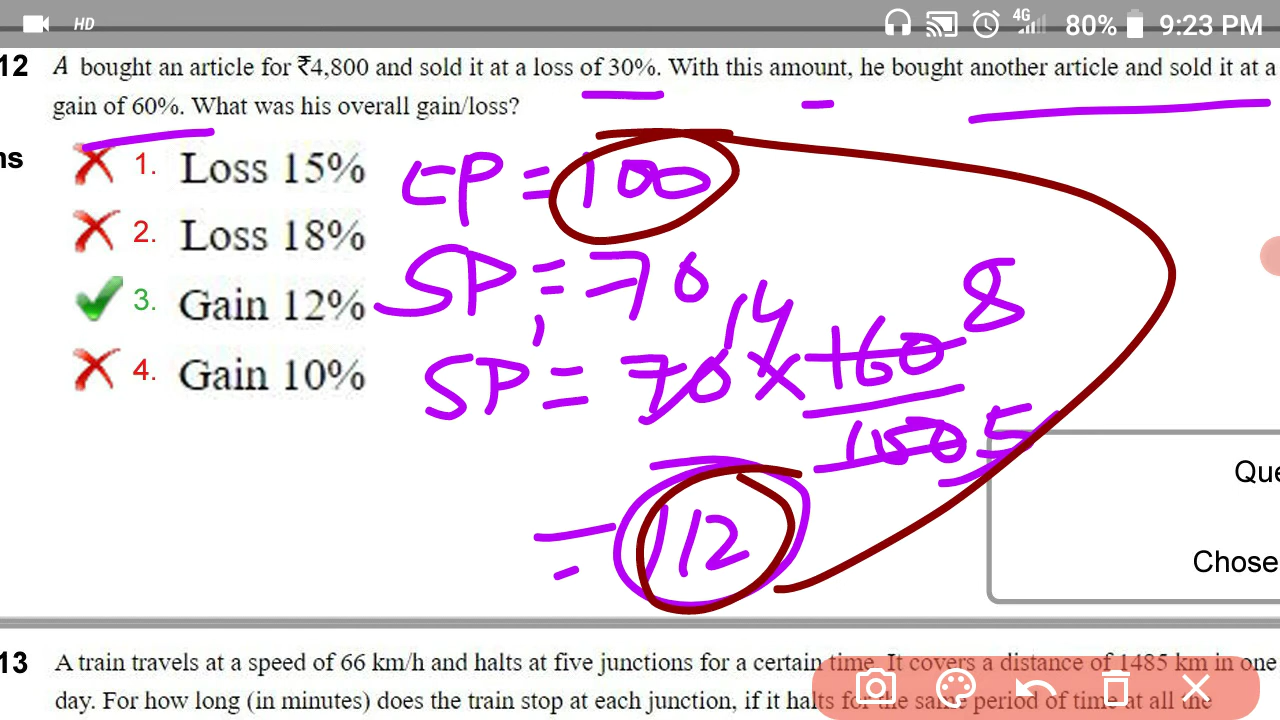 HD 4G 80% 9:23 PM
12 A bought an article for ₹4,800 and sold it at a loss of 30%. With this amount, he bought another article and sold it at a
gain of 60%. What was his overall gain/loss?
ns
1. Loss 15%
2. Loss 18%
3. Gain 12%
4. Gain 10%
CP = 100
SP = 70
14 8
SP = 70 × 160
100 5
= 112
Que
Chose
13 A train travels at a speed of 66 km/h and halts at five junctions for a certain time. It covers a distance of 1485 km in one
day. For how long (in minutes) does the train stop at each junction, if it halts for the same period of time at all the